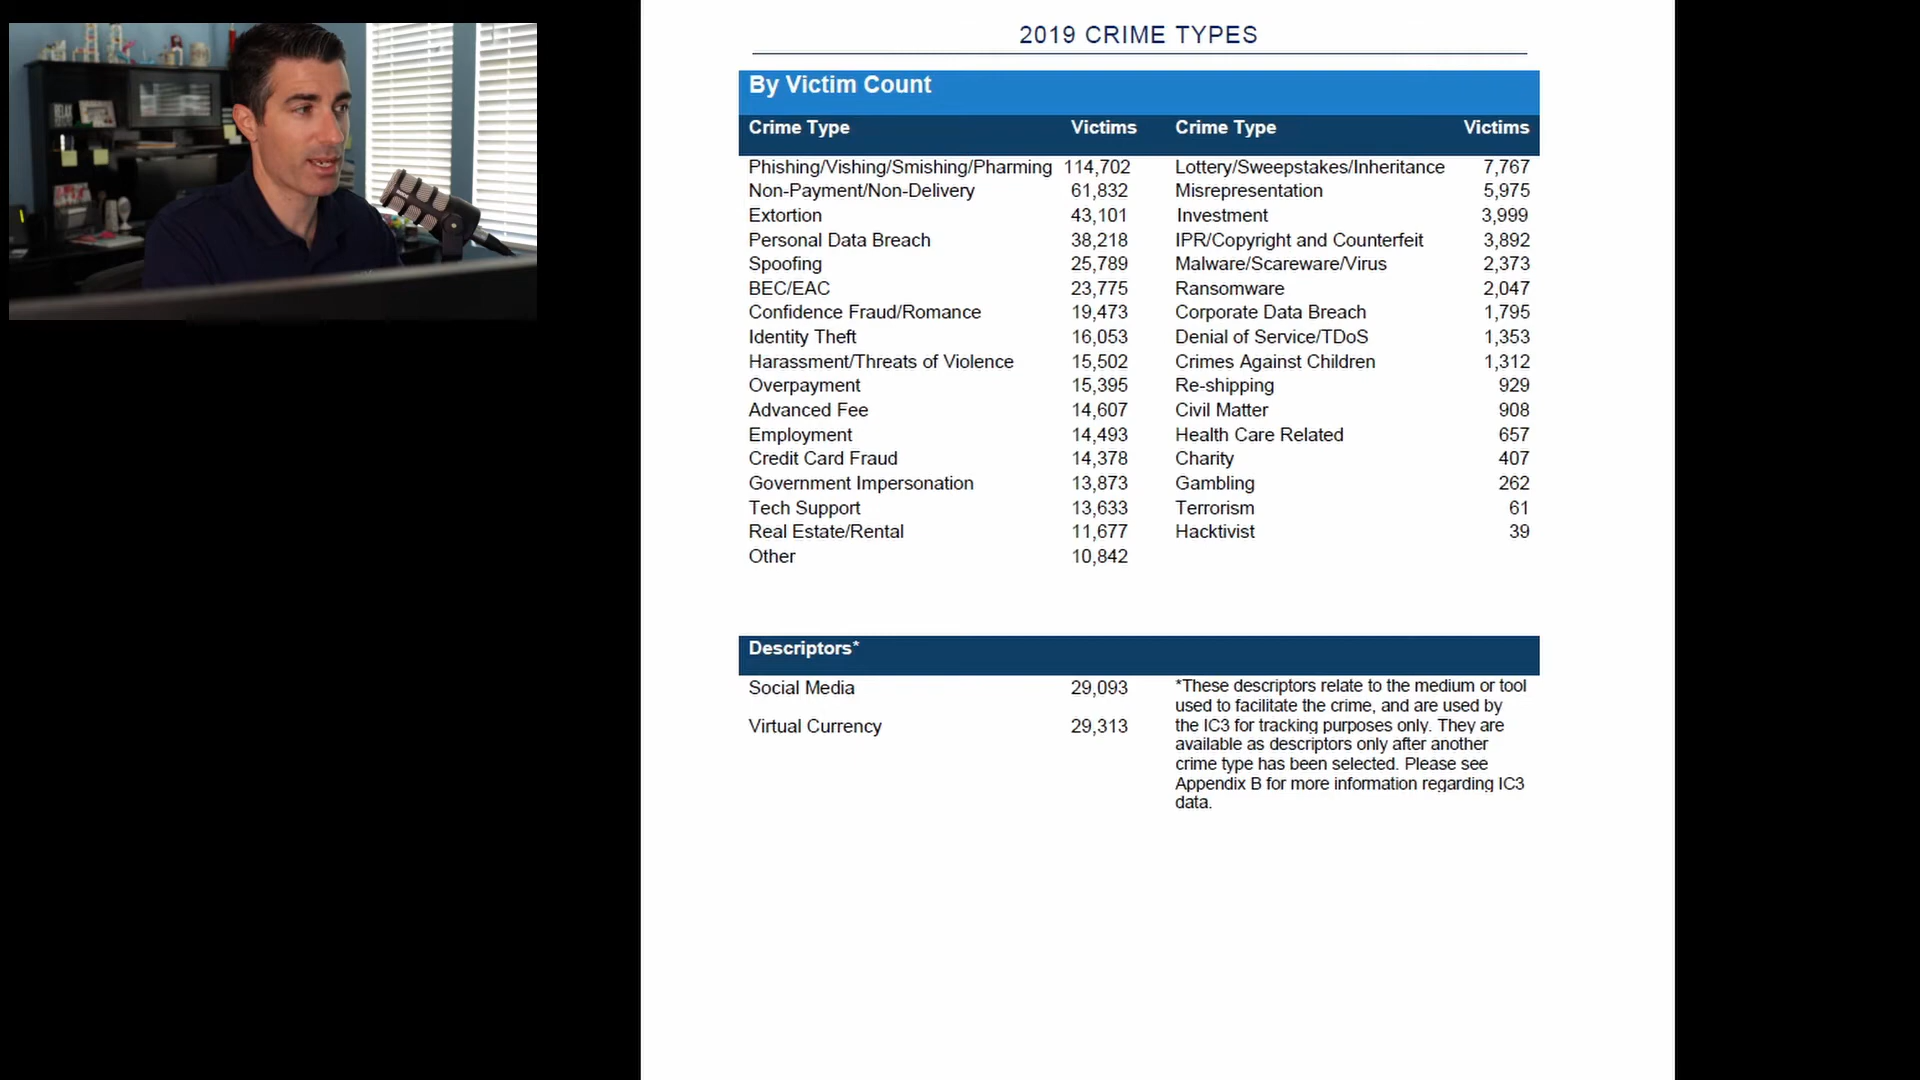 RELAX
2019 CRIME TYPES
By Victim Count
Crime Type Victims Crime Type Victims
Phishing/Vishing/Smishing/Pharming 114,702 Lottery/Sweepstakes/Inheritance 7,767
Non-Payment/Non-Delivery 61,832 Misrepresentation 5,975
Extortion 43,101 Investment 3,999
Personal Data Breach 38,218 IPR/Copyright and Counterfeit 3,892
Spoofing 25,789 Malware/Scareware/Virus 2,373
BEC/EAC 23,775 Ransomware 2,047
Confidence Fraud/Romance 19,473 Corporate Data Breach 1,795
Identity Theft 16,053 Denial of Service/TDoS 1,353
Harassment/Threats of Violence 15,502 Crimes Against Children 1,312
Overpayment 15,395 Re-shipping 929
Advanced Fee 14,607 Civil Matter 908
Employment 14,493 Health Care Related 657
Credit Card Fraud 14,378 Charity 407
Government Impersonation 13,873 Gambling 262
Tech Support 13,633 Terrorism 61
Real Estate/Rental 11,677 Hacktivist 39
Other 10,842
Descriptors*
Social Media 29,093
Virtual Currency 29,313
*These descriptors relate to the medium or tool
used to facilitate the crime, and are used by
the IC3 for tracking purposes only. They are
available as descriptors only after another
crime type has been selected. Please see
Appendix B for more information regarding IC3
data.